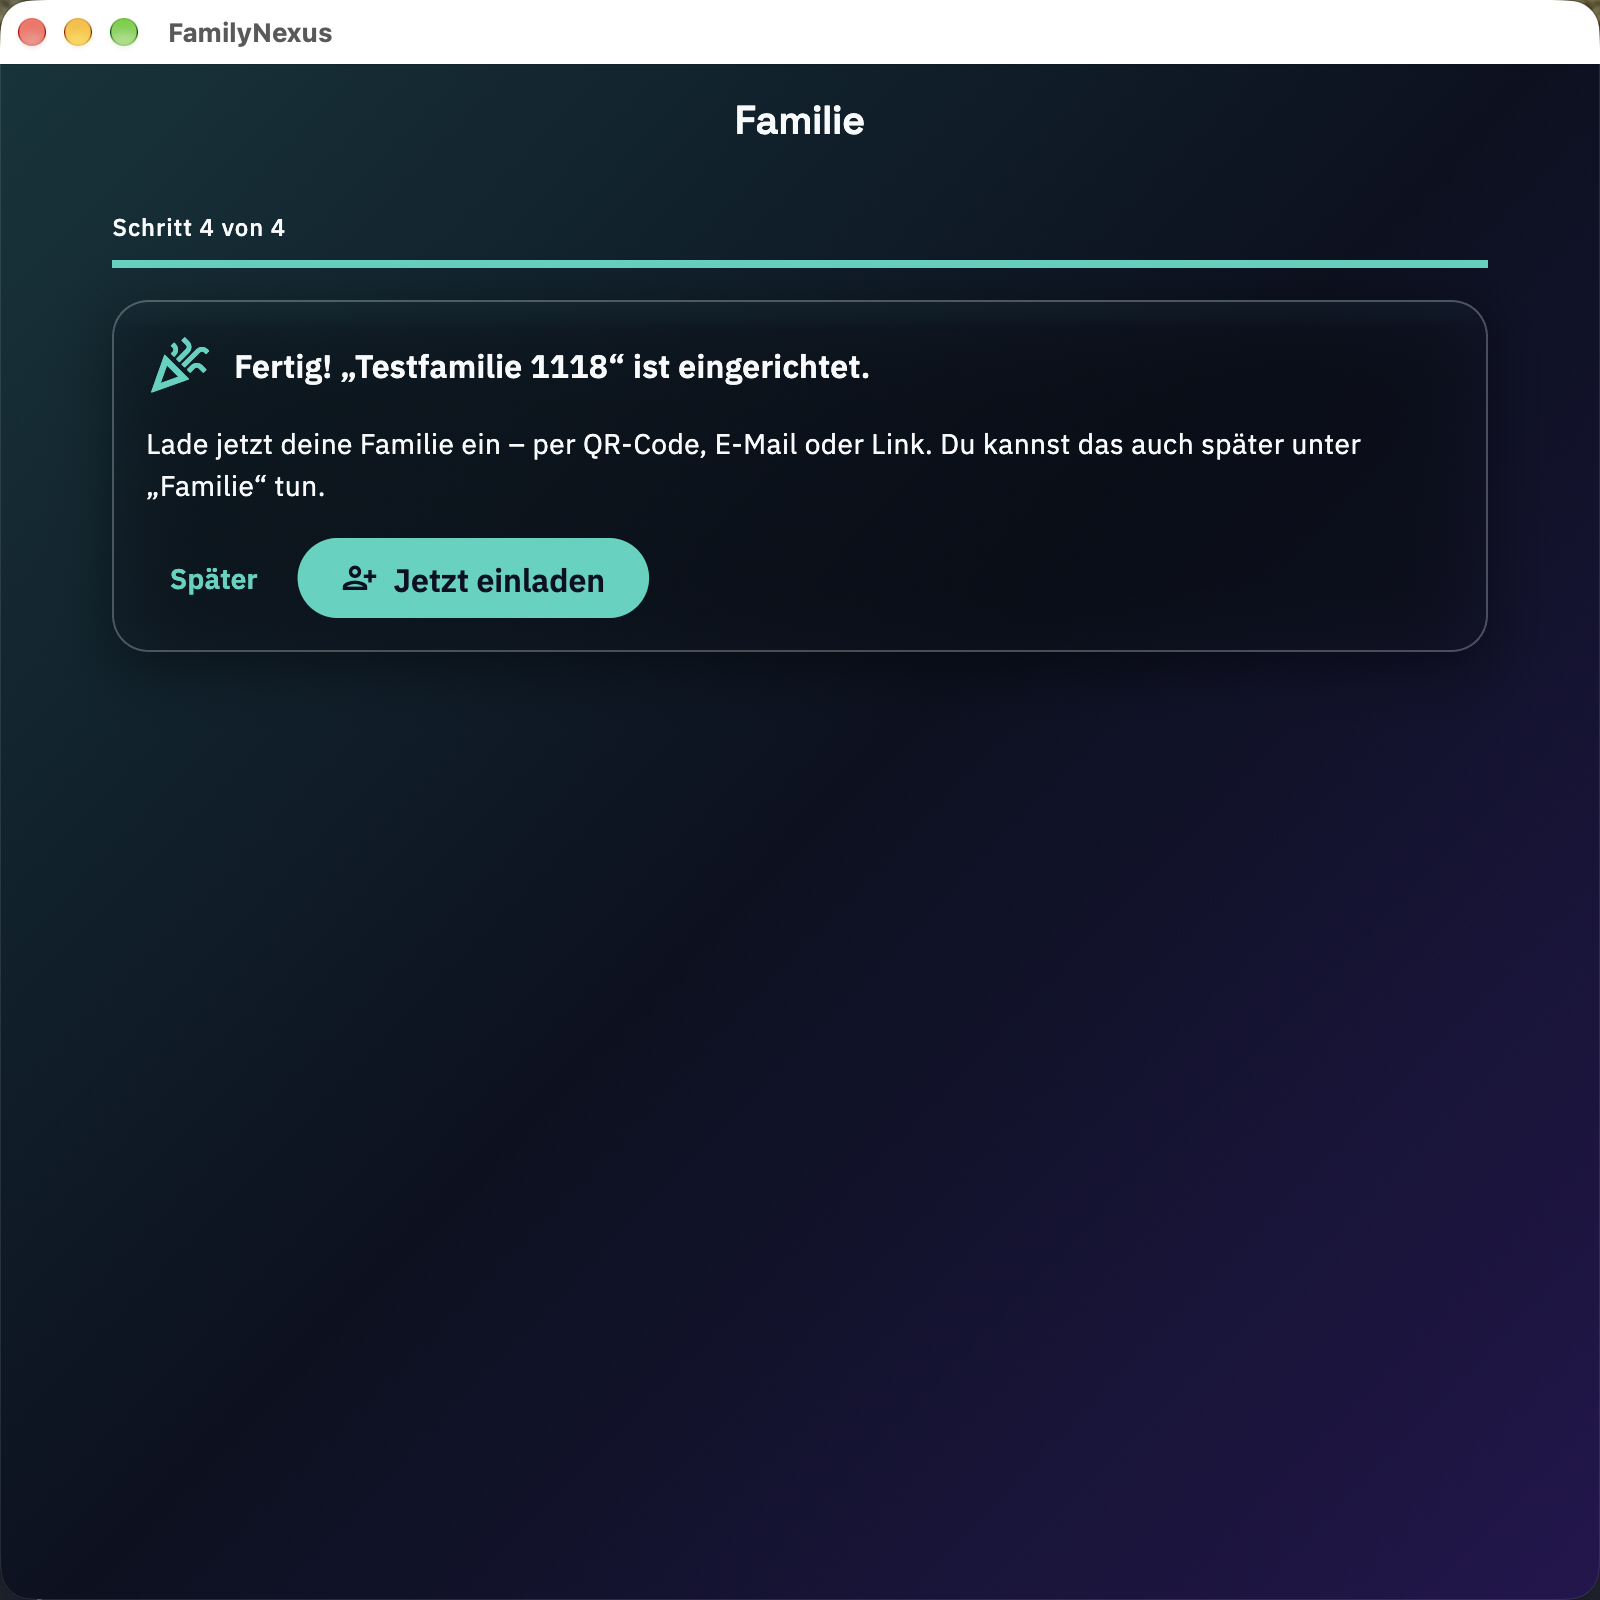 FamilyNexus
Familie
Schritt 4 von 4
Fertig! „Testfamilie 1118“ ist eingerichtet.
Lade jetzt deine Familie ein – per QR-Code, E-Mail oder Link. Du kannst das auch später unter
„Familie“ tun.
Später
Jetzt einladen